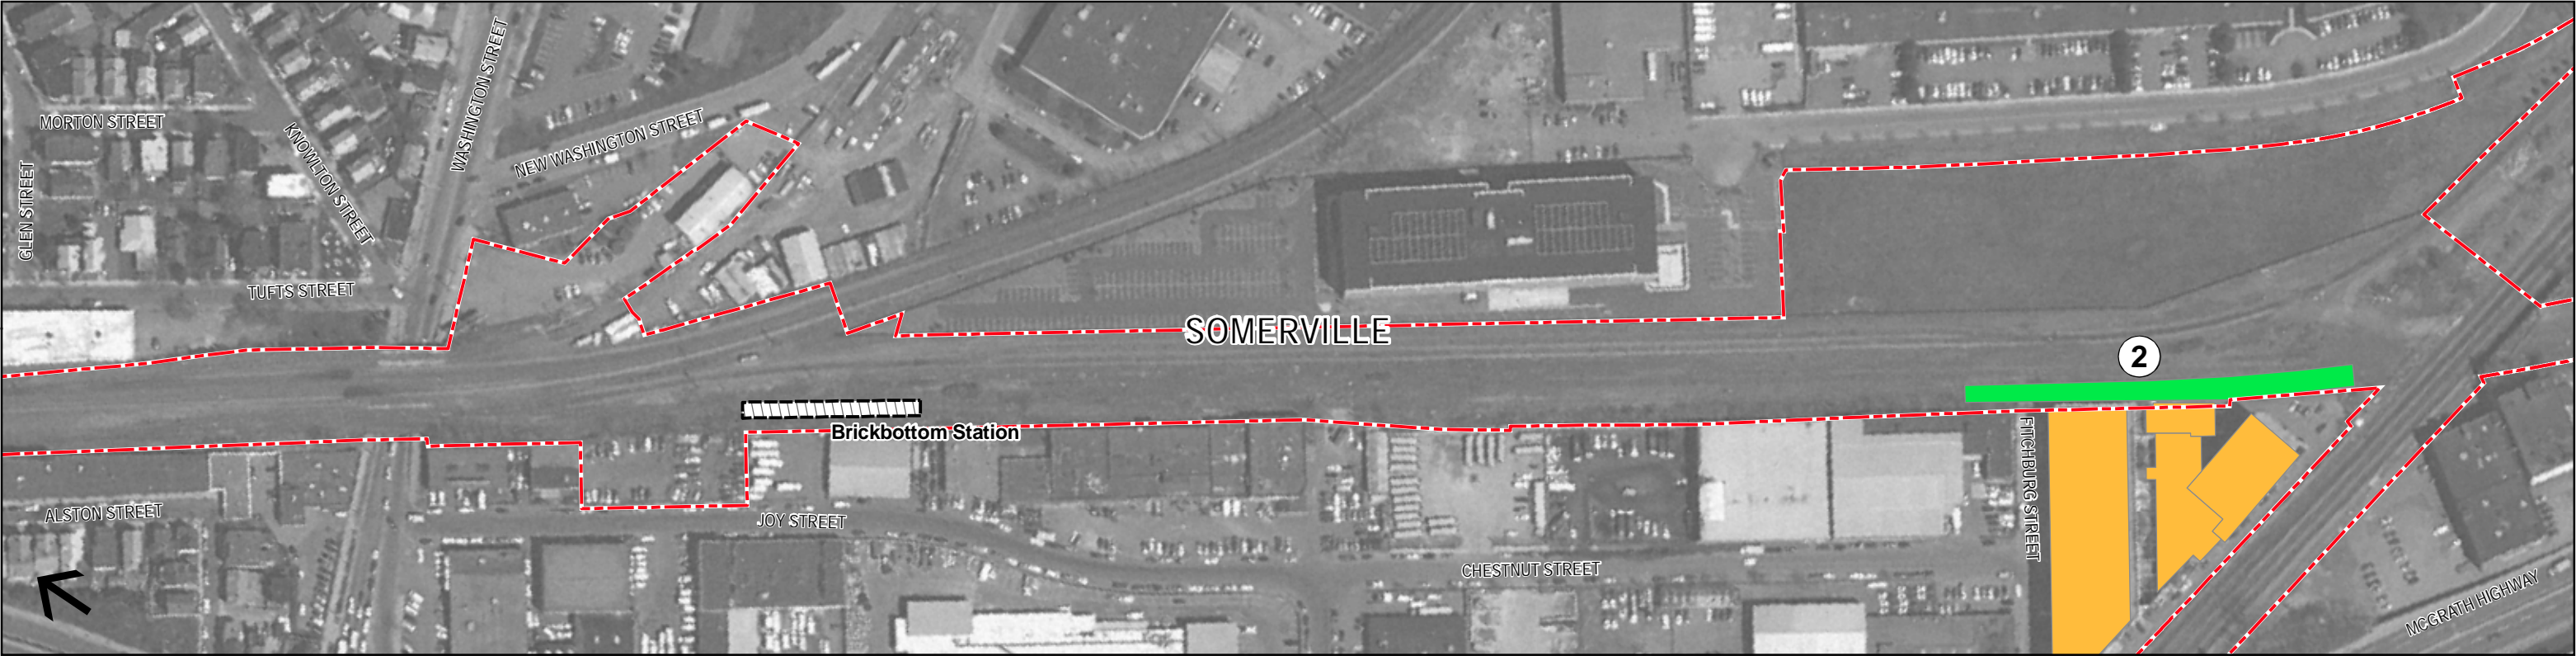 MORTON STREET
KNOWLTON STREET
WASHINGTON STREET
NEW WASHINGTON STREET
GLEN STREET
TUFTS STREET
SOMERVILLE
2
Brickbottom Station
ALSTON STREET
JOY STREET
CHESTNUT STREET
FITCHBURG STREET
MCGRATH HIGHWAY